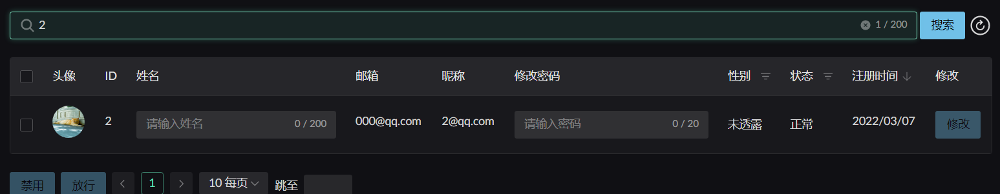 2 1 / 200 搜索
头像 ID 姓名 邮箱 昵称 修改密码 性别 状态 注册时间 修改
2 请输入姓名 0 / 200 000@qq.com 2@qq.com 请输入密码 0 / 20 未透露 正常 2022/03/07 修改
禁用 放行 1 10 每页 跳至